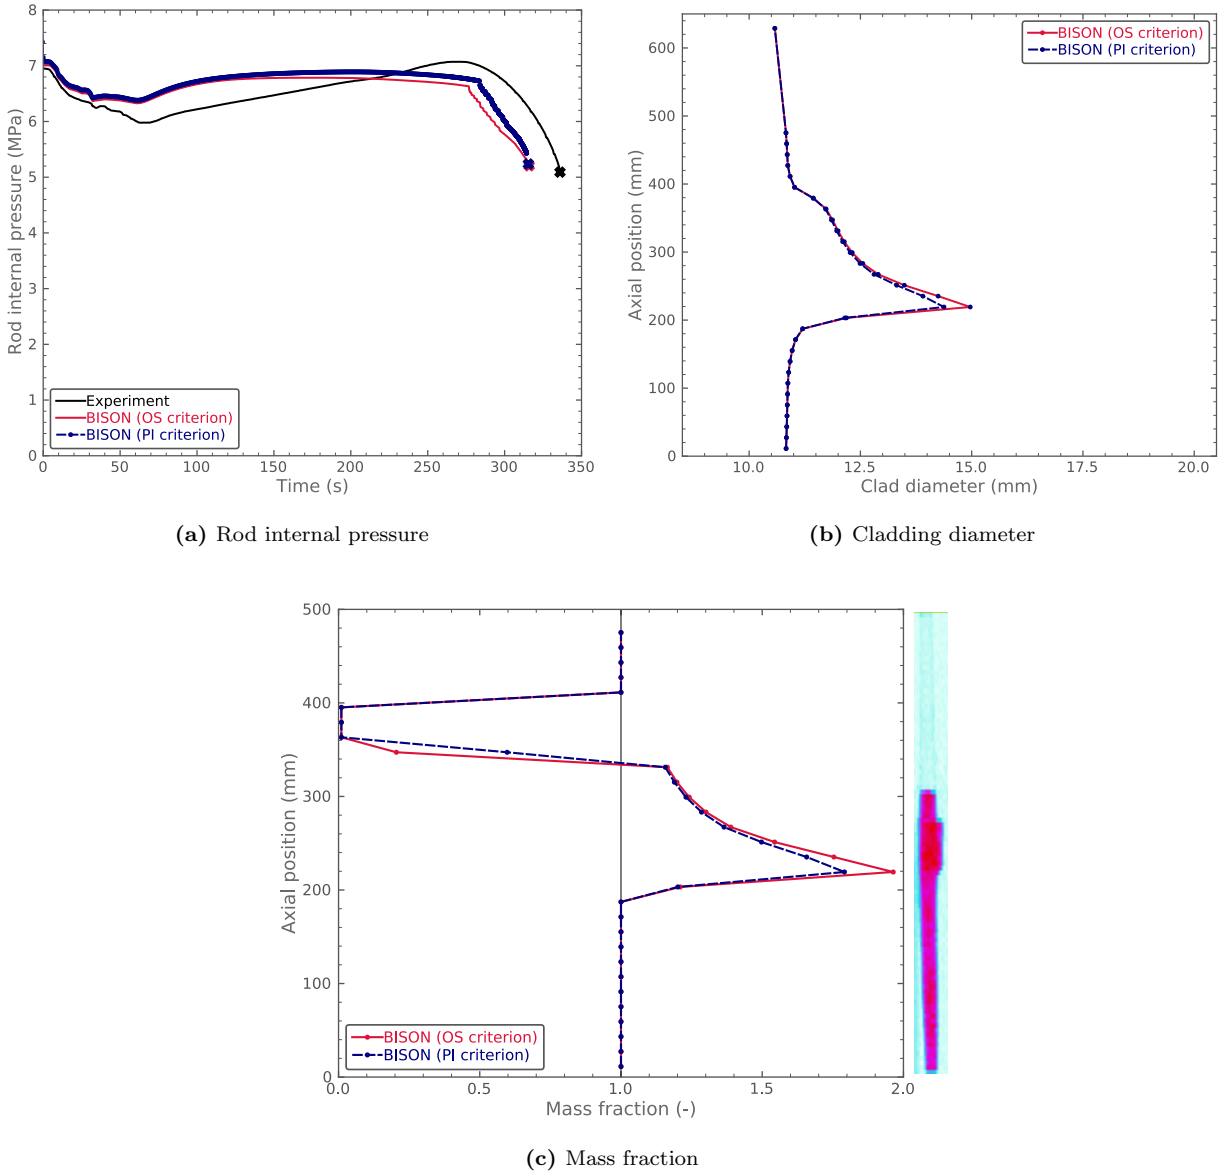 8
7
6
5
4
3
2
1
0
Rod internal pressure (MPa)
Experiment
BISON (OS criterion)
BISON (PI criterion)
0 50 100 150 200 250 300 350
Time (s)
(a) Rod internal pressure
600
500
400
300
200
100
0
Axial position (mm)
BISON (OS criterion)
BISON (PI criterion)
10.0 12.5 15.0 17.5 20.0
Clad diameter (mm)
(b) Cladding diameter
500
400
300
200
100
0
Axial position (mm)
BISON (OS criterion)
BISON (PI criterion)
0.0 0.5 1.0 1.5 2.0
Mass fraction (-)
(c) Mass fraction